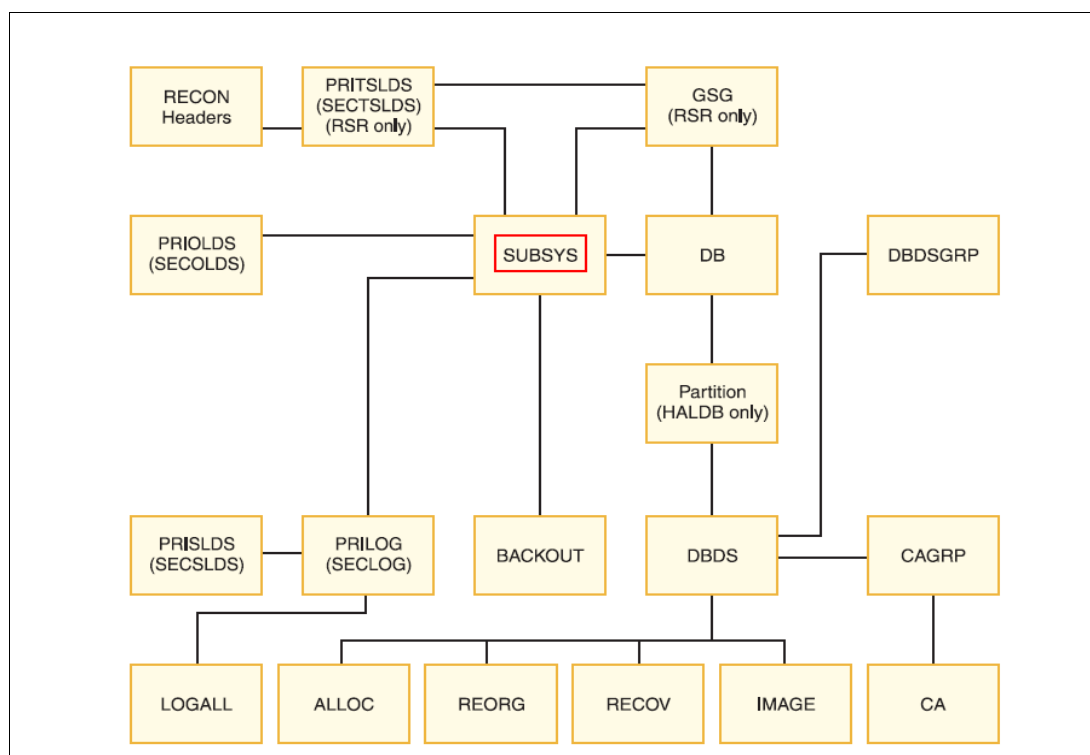 RECON
Headers
PRITSLDS
(SECTSLDS)
(RSR only)
GSG
(RSR only)
PRIOLDS
(SECOLDS)
SUBSYS
DB
DBDSGRP
Partition
(HALDB only)
PRISLDS
(SECSLDS)
PRILOG
(SECLOG)
BACKOUT
DBDS
CAGRP
LOGALL
ALLOC
REORG
RECOV
IMAGE
CA